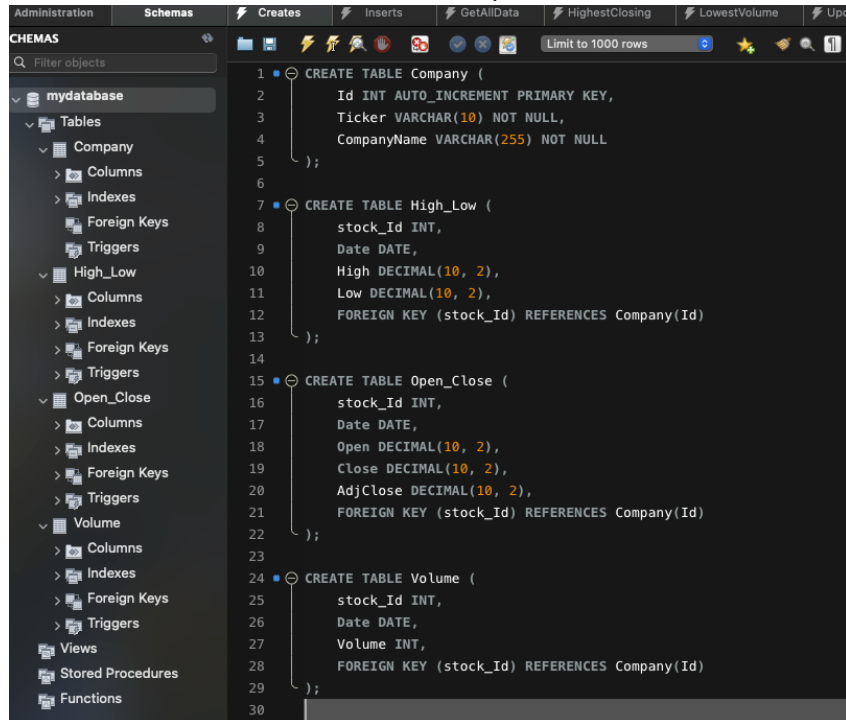 Administration Schemas Creates Inserts GetAllData HighestClosing LowestVolume
CHEMAS
Filter objects
Limit to 1000 rows
mydatabase
Tables
Company
Columns
Indexes
Foreign Keys
Triggers
High_Low
Columns
Indexes
Foreign Keys
Triggers
Open_Close
Columns
Indexes
Foreign Keys
Triggers
Volume
Columns
Indexes
Foreign Keys
Triggers
Views
Stored Procedures
Functions
1 CREATE TABLE Company (
2 Id INT AUTO_INCREMENT PRIMARY KEY,
3 Ticker VARCHAR(10) NOT NULL,
4 CompanyName VARCHAR(255) NOT NULL
5 );
6
7 CREATE TABLE High_Low (
8 stock_Id INT,
9 Date DATE,
10 High DECIMAL(10, 2),
11 Low DECIMAL(10, 2),
12 FOREIGN KEY (stock_Id) REFERENCES Company(Id)
13 );
14
15 CREATE TABLE Open_Close (
16 stock_Id INT,
17 Date DATE,
18 Open DECIMAL(10, 2),
19 Close DECIMAL(10, 2),
20 AdjClose DECIMAL(10, 2),
21 FOREIGN KEY (stock_Id) REFERENCES Company(Id)
22 );
23
24 CREATE TABLE Volume (
25 stock_Id INT,
26 Date DATE,
27 Volume INT,
28 FOREIGN KEY (stock_Id) REFERENCES Company(Id)
29 );
30